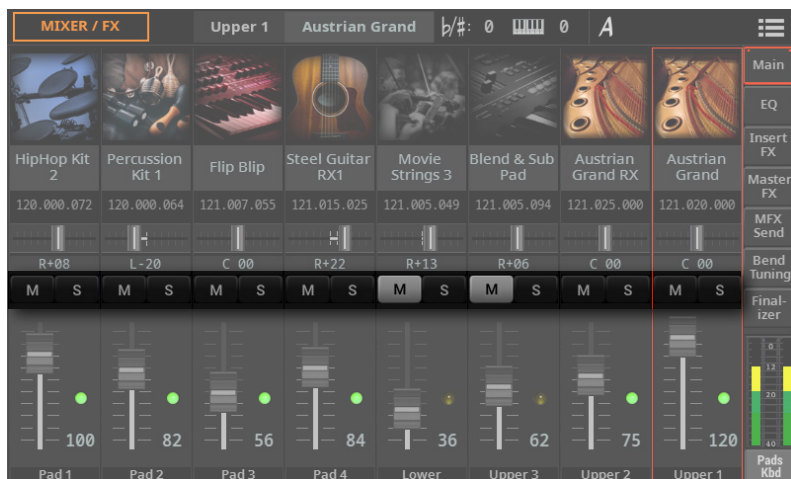 MIXER / FX Upper 1 Austrian Grand ♭/#: 0 0 A
Main
EQ
Insert
FX
Master
FX
MFX
Send
Bend
Tuning
Final-
izer
HipHop Kit
2
Percussion
Kit 1
Flip Blip
Steel Guitar
RX1
Movie
Strings 3
Blend & Sub
Pad
Austrian
Grand RX
Austrian
Grand
120.000.072 120.000.064 121.007.055 121.015.025 121.005.049 121.005.094 121.025.000 121.020.000
R+08 L-20 C 00 R+22 R+13 R+06 C 00 C 00
M S M S M S M S M S M S M S M S
100 82 56 84 36 62 75 120
0
12
20
40
Pad 1 Pad 2 Pad 3 Pad 4 Lower Upper 3 Upper 2 Upper 1
Pads
Kbd